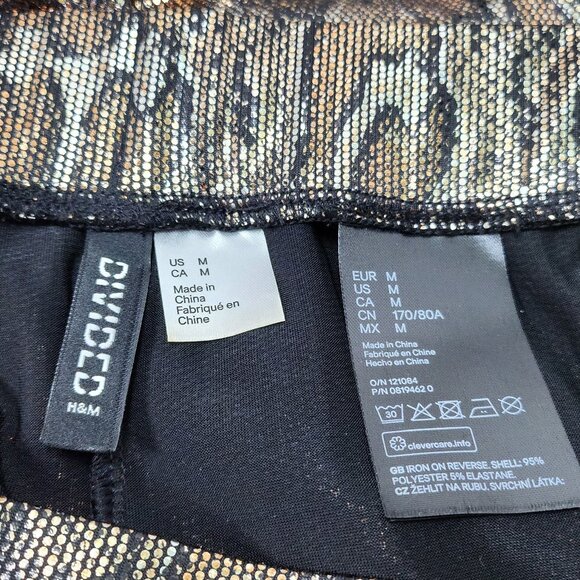 DIVIDED
H&M
US M
CA M
Made in
China
Fabriqué en
Chine
EUR M
US M
CA M
CN 170/80A
MX M
Made in China
Fabriqué en Chine
Hecho en China
O/N 121084
P/N 0819462 0
30
clevercare.info
GB IRON ON REVERSE. SHELL: 95%
POLYESTER 5% ELASTANE.
CZ ŽEHLIT NA RUBU. SVRCHNÍ LÁTKA: